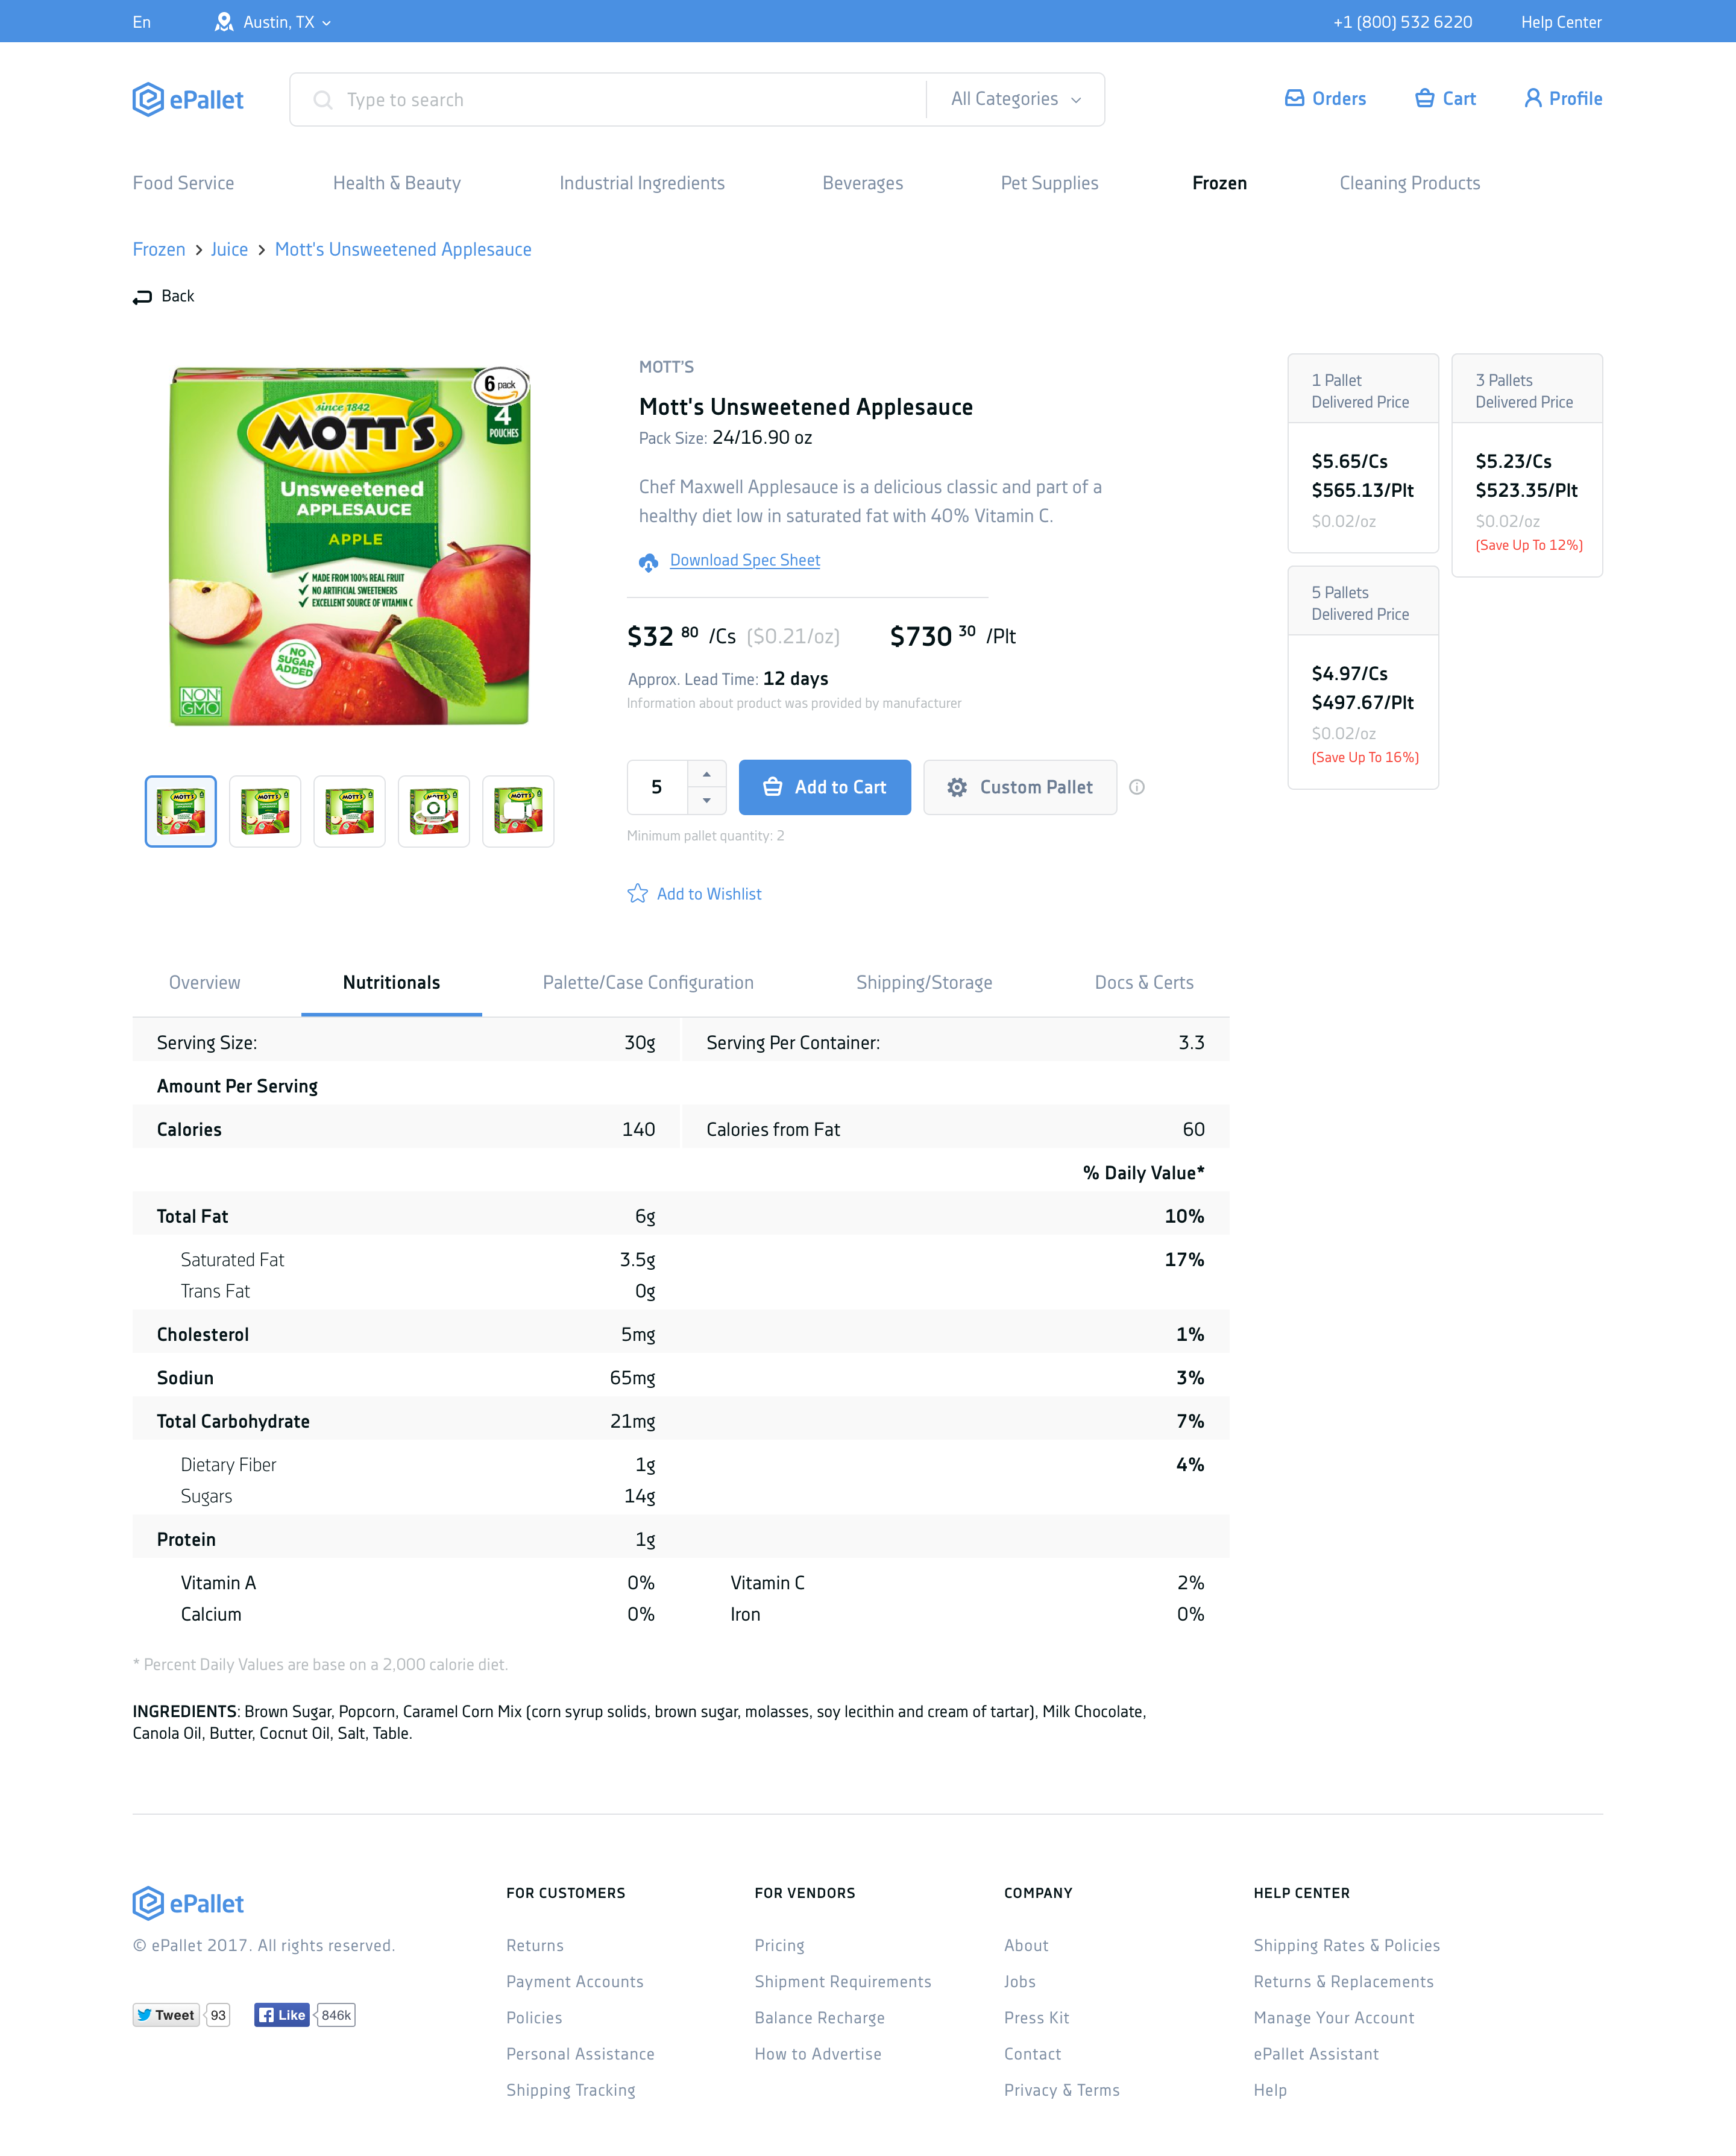 En
Austin, TX
+1 (800) 532 6220
Help Center
ePallet
Type to search
All Categories
Orders
Cart
Profile
Food Service
Health & Beauty
Industrial Ingredients
Beverages
Pet Supplies
Frozen
Cleaning Products
Frozen > Juice > Mott's Unsweetened Applesauce
Back
6 pack
4
POUCHES
since 1842
MOTT'S
Unsweetened
APPLESAUCE
APPLE
MADE FROM 100% REAL FRUIT
NO ARTIFICIAL SWEETENERS
EXCELLENT SOURCE OF VITAMIN C
NO
SUGAR
ADDED
NON
GMO
MOTT'S
Mott's Unsweetened Applesauce
Pack Size: 24/16.90 oz
Chef Maxwell Applesauce is a delicious classic and part of a
healthy diet low in saturated fat with 40% Vitamin C.
Download Spec Sheet
$32 80 /Cs ($0.21/oz) $730 30 /Plt
Approx. Lead Time: 12 days
Information about product was provided by manufacturer
5
Add to Cart
Custom Pallet
Minimum pallet quantity: 2
Add to Wishlist
1 Pallet
Delivered Price
$5.65/Cs
$565.13/Plt
$0.02/oz
3 Pallets
Delivered Price
$5.23/Cs
$523.35/Plt
$0.02/oz
(Save Up To 12%)
5 Pallets
Delivered Price
$4.97/Cs
$497.67/Plt
$0.02/oz
(Save Up To 16%)
Overview
Nutritionals
Palette/Case Configuration
Shipping/Storage
Docs & Certs
Serving Size: 30g Serving Per Container: 3.3
Amount Per Serving
Calories 140 Calories from Fat 60
% Daily Value*
Total Fat 6g 10%
Saturated Fat 3.5g 17%
Trans Fat 0g
Cholesterol 5mg 1%
Sodiun 65mg 3%
Total Carbohydrate 21mg 7%
Dietary Fiber 1g 4%
Sugars 14g
Protein 1g
Vitamin A 0% Vitamin C 2%
Calcium 0% Iron 0%
* Percent Daily Values are base on a 2,000 calorie diet.
INGREDIENTS: Brown Sugar, Popcorn, Caramel Corn Mix (corn syrup solids, brown sugar, molasses, soy lecithin and cream of tartar), Milk Chocolate,
Canola Oil, Butter, Cocnut Oil, Salt, Table.
ePallet
© ePallet 2017. All rights reserved.
Tweet 93
Like 846k
FOR CUSTOMERS
Returns
Payment Accounts
Policies
Personal Assistance
Shipping Tracking
FOR VENDORS
Pricing
Shipment Requirements
Balance Recharge
How to Advertise
COMPANY
About
Jobs
Press Kit
Contact
Privacy & Terms
HELP CENTER
Shipping Rates & Policies
Returns & Replacements
Manage Your Account
ePallet Assistant
Help